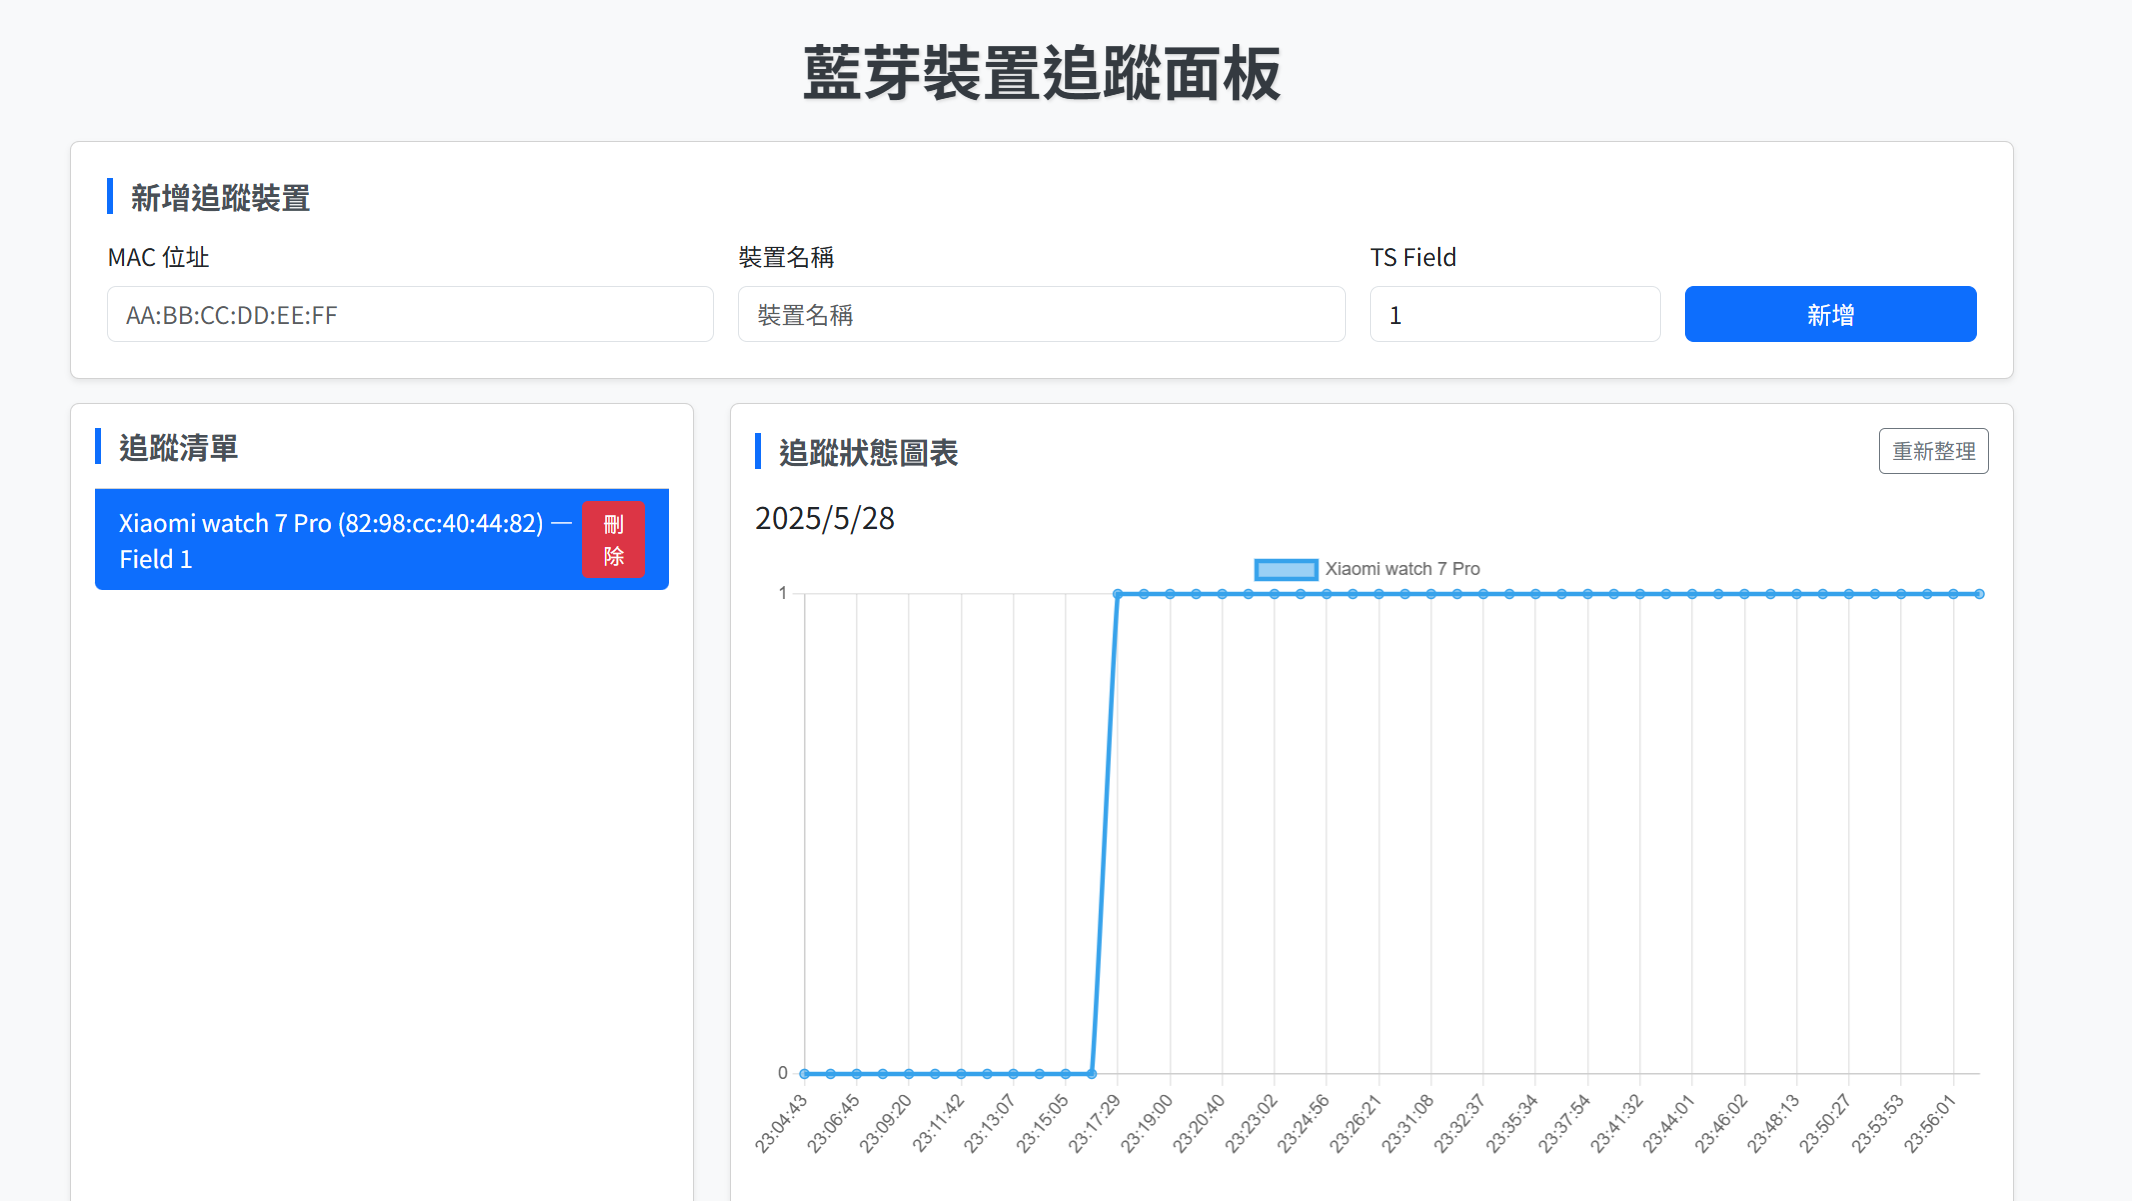 藍芽裝置追蹤面板
新增追蹤裝置
MAC 位址
裝置名稱
TS Field
AA:BB:CC:DD:EE:FF
裝置名稱
1
新增
追蹤清單
Xiaomi watch 7 Pro (82:98:cc:40:44:82) —
Field 1
刪
除
追蹤狀態圖表
重新整理
2025/5/28
Xiaomi watch 7 Pro
1
0
23:04:43
23:06:45
23:09:20
23:11:42
23:13:07
23:15:05
23:17:29
23:19:00
23:20:40
23:23:02
23:24:56
23:26:21
23:31:08
23:32:37
23:35:34
23:37:54
23:41:32
23:44:01
23:46:02
23:48:13
23:50:27
23:53:53
23:56:01